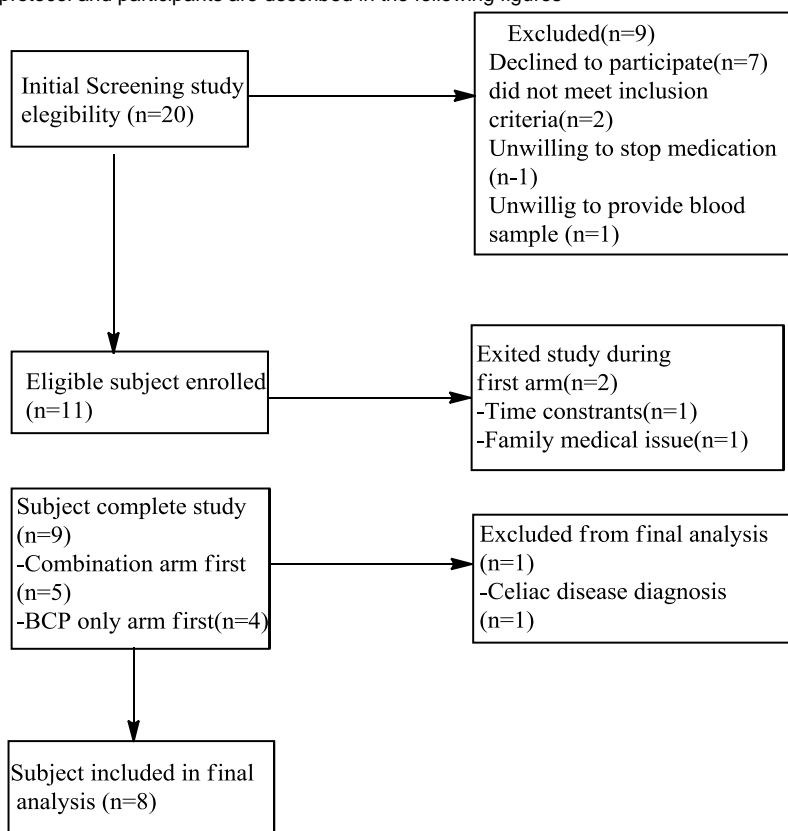 protocol and participants are described in the following figures
Initial Screening study
elegibility (n=20)
Excluded(n=9)
Declined to participate(n=7)
did not meet inclusion
criteria(n=2)
Unwilling to stop medication
(n-1)
Unwillig to provide blood
sample (n=1)
Eligible subject enrolled
(n=11)
Exited study during
first arm(n=2)
-Time constrants(n=1)
-Family medical issue(n=1)
Subject complete study
(n=9)
-Combination arm first
(n=5)
-BCP only arm first(n=4)
Excluded from final analysis
(n=1)
-Celiac disease diagnosis
(n=1)
Subject included in final
analysis (n=8)